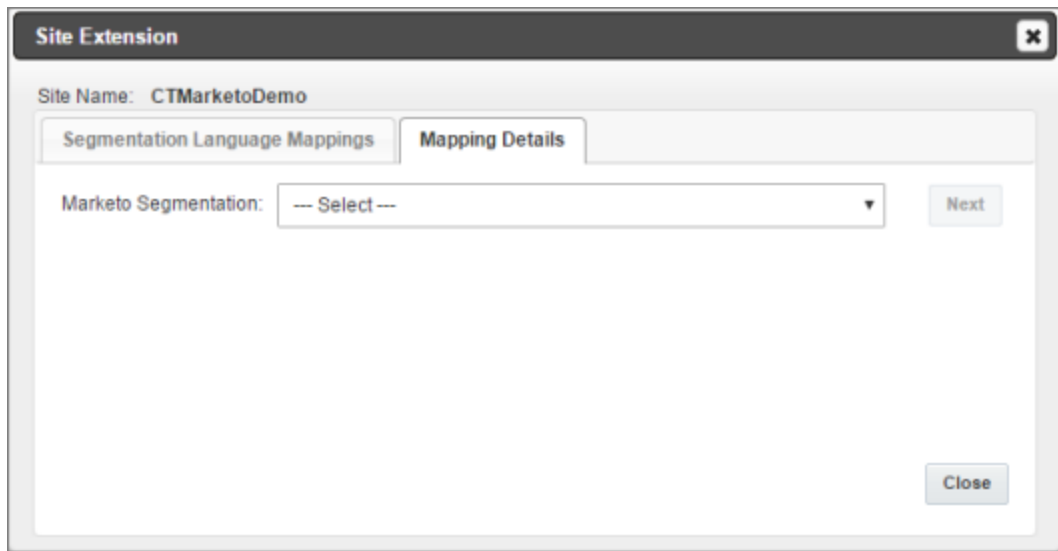 Site Extension
Site Name: CTMarketoDemo
Segmentation Language Mappings Mapping Details
Marketo Segmentation: --- Select --- Next
Close